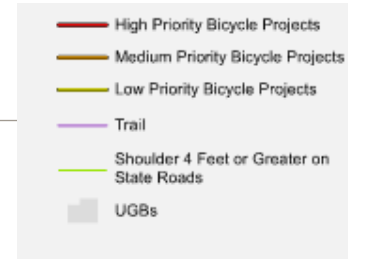 High Priority Bicycle Projects
Medium Priority Bicycle Projects
Low Priority Bicycle Projects
Trail
Shoulder 4 Feet or Greater on
State Roads
UGBs